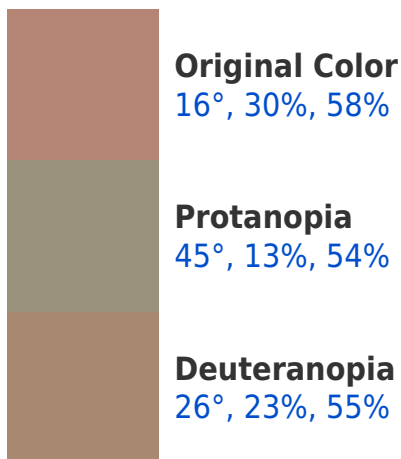 Original Color
16°, 30%, 58%
Protanopia
45°, 13%, 54%
Deuteranopia
26°, 23%, 55%